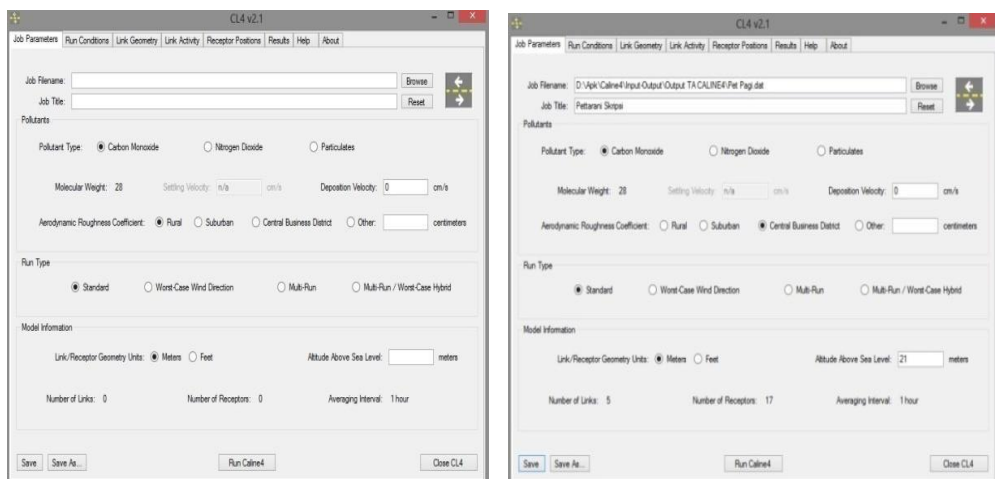 CL4 v2.1
Job Parameters Run Conditions Link Geometry Link Activity Receptor Positions Results Help About
Job Filename: Browse
Job Title: Reset
Pollutants
Pollutant Type: Carbon Monoxide Nitrogen Dioxide Particulates
Molecular Weight: 28 Settling Velocity: n/a cm/s Deposition Velocity: 0 cm/s
Aerodynamic Roughness Coefficient: Rural Suburban Central Business District Other: centimeters
Run Type
Standard Worst-Case Wind Direction Multi-Run Multi-Run / Worst-Case Hybrid
Model Information
Link/Receptor Geometry Units: Meters Feet Altitude Above Sea Level: meters
Number of Links: 0 Number of Receptors: 0 Averaging Interval: 1 hour
Save Save As... Run Caline4 Close CL4
CL4 v2.1
Job Parameters Run Conditions Link Geometry Link Activity Receptor Positions Results Help About
Job Filename: D:\Apk\Caline4\Input-Output\Output TA CALINE4\Pet Pagi.dat Browse
Job Title: Pettarani Skripsi Reset
Pollutants
Pollutant Type: Carbon Monoxide Nitrogen Dioxide Particulates
Molecular Weight: 28 Settling Velocity: n/a cm/s Deposition Velocity: 0 cm/s
Aerodynamic Roughness Coefficient: Rural Suburban Central Business District Other: centimeters
Run Type
Standard Worst-Case Wind Direction Multi-Run Multi-Run / Worst-Case Hybrid
Model Information
Link/Receptor Geometry Units: Meters Feet Altitude Above Sea Level: 21 meters
Number of Links: 5 Number of Receptors: 17 Averaging Interval: 1 hour
Save Save As... Run Caline4 Close CL4